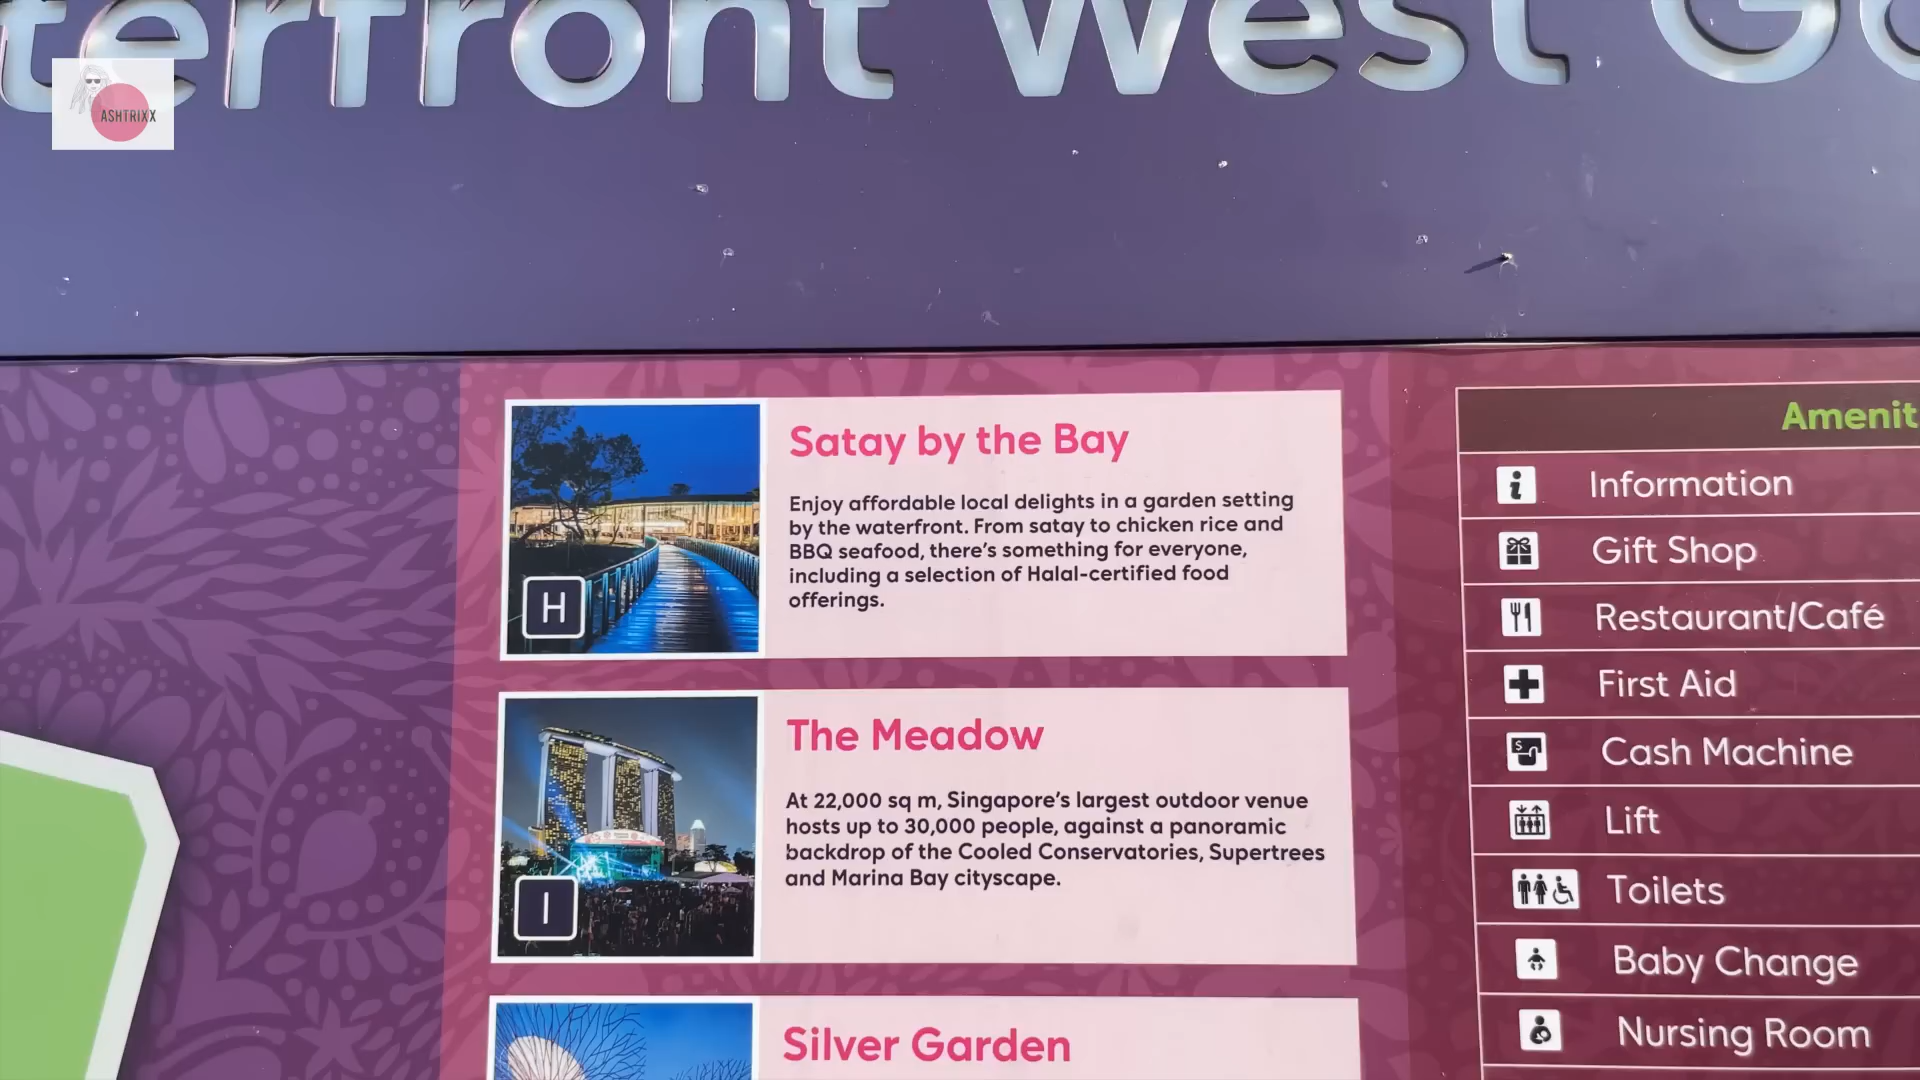 terfront West Go
ASHTRIXX
Satay by the Bay
Enjoy affordable local delights in a garden setting
by the waterfront. From satay to chicken rice and
BBQ seafood, there's something for everyone,
including a selection of Halal-certified food
offerings.
H
The Meadow
At 22,000 sq m, Singapore's largest outdoor venue
hosts up to 30,000 people, against a panoramic
backdrop of the Cooled Conservatories, Supertrees
and Marina Bay cityscape.
I
Silver Garden
Amenit
Information
Gift Shop
Restaurant/Café
First Aid
Cash Machine
Lift
Toilets
Baby Change
Nursing Room